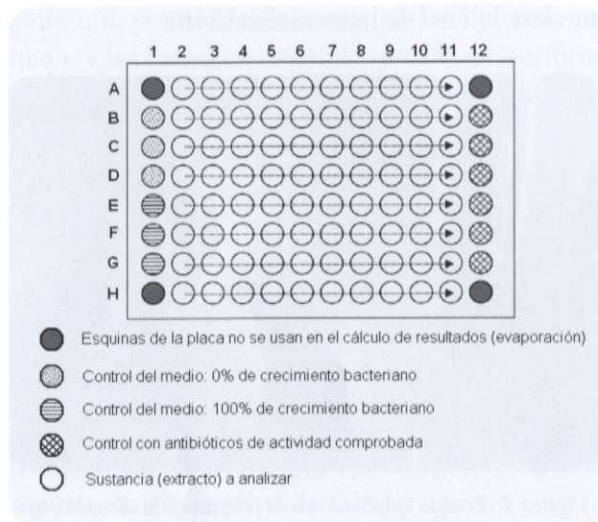 1 2 3 4 5 6 7 8 9 10 11 12
A
B
C
D
E
F
G
H
Esquinas de la placa no se usan en el cálculo de resultados (evaporación)
Control del medio: 0% de crecimiento bacteriano
Control del medio: 100% de crecimiento bacteriano
Control con antibióticos de actividad comprobada
Sustancia (extracto) a analizar